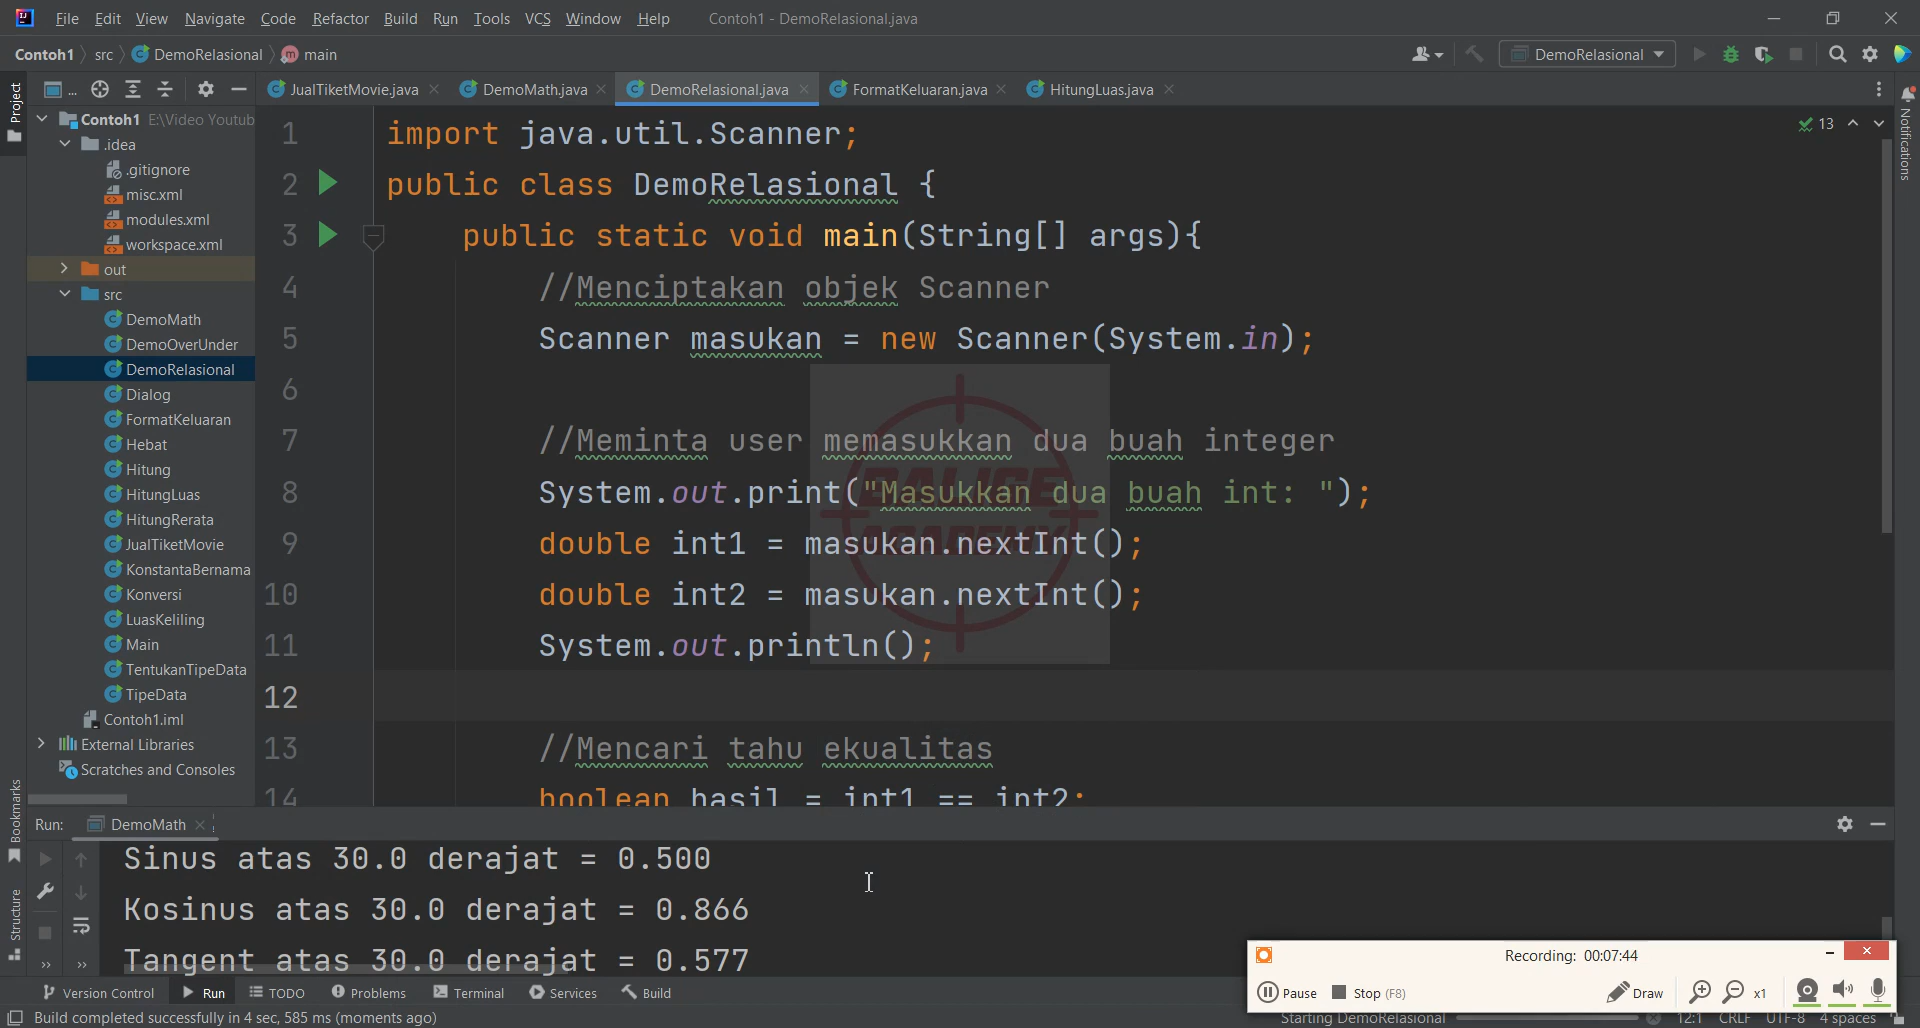 File Edit View Navigate Code Refactor Build Run Tools VCS Window Help Contoh1 - DemoRelasional.java
Contoh1 src DemoRelasional main DemoRelasional
Project ... JualTiketMovie.java DemoMath.java DemoRelasional.java FormatKeluaran.java HitungLuas.java
Notifications
Contoh1 E:\Video Youtub
.idea
.gitignore
misc.xml
modules.xml
workspace.xml
out
src
DemoMath
DemoOverUnder
DemoRelasional
Dialog
FormatKeluaran
Hebat
Hitung
HitungLuas
HitungRerata
JualTiketMovie
KonstantaBernama
Konversi
LuasKeliling
Main
TentukanTipeData
TipeData
Contoh1.iml
External Libraries
Scratches and Consoles
13
1 import java.util.Scanner;
2 public class DemoRelasional {
3 public static void main(String[] args){
4 //Menciptakan objek Scanner
5 Scanner masukan = new Scanner(System.in);
6
7 //Meminta user memasukkan dua buah integer
8 System.out.print("Masukkan dua buah int: ");
9 double int1 = masukan.nextInt();
10 double int2 = masukan.nextInt();
11 System.out.println();
12
13 //Mencari tahu ekualitas
14 boolean hasil = int1 == int2;
BALIGE
ACADEMY
Bookmarks
Structure
Run: DemoMath
Sinus atas 30.0 derajat = 0.500
Kosinus atas 30.0 derajat = 0.866
Tangent atas 30.0 derajat = 0.577
Recording: 00:07:44
Pause Stop (F8) Draw x1
Version Control Run TODO Problems Terminal Services Build
Build completed successfully in 4 sec, 585 ms (moments ago) Starting DemoRelasional 12:1 CRLF UTF-8 4 spaces